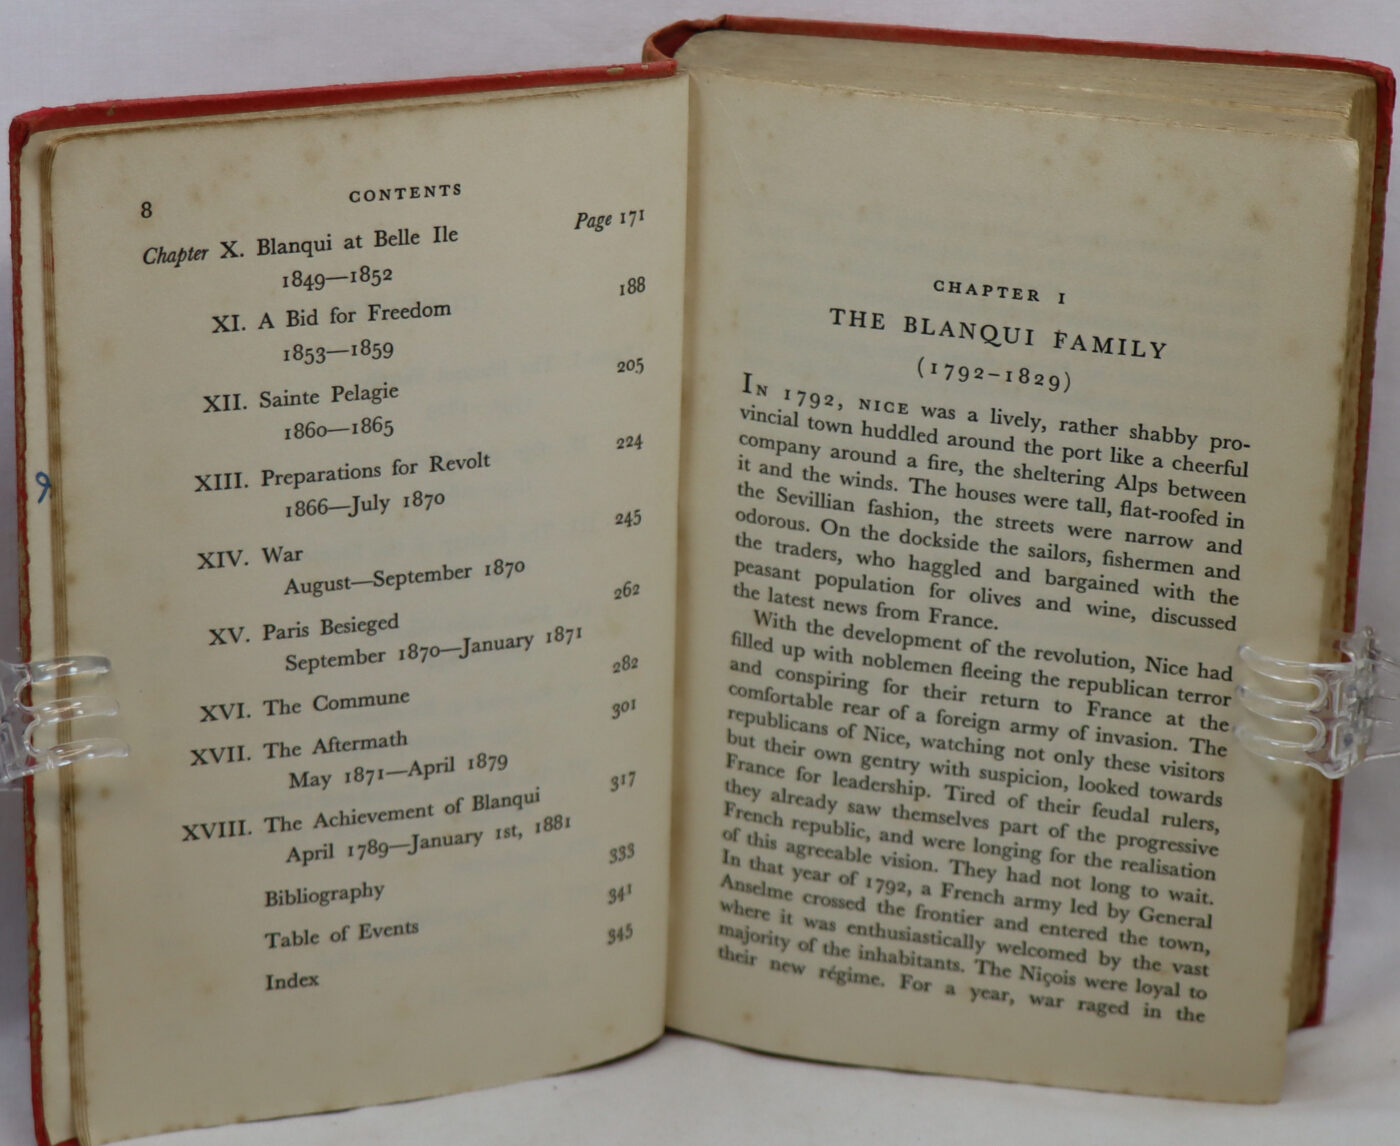 8
CONTENTS
Chapter X. Blanqui at Belle Ile Page 171
1849—1852
XI. A Bid for Freedom 188
1853—1859
XII. Sainte Pelagie 205
1860—1865
XIII. Preparations for Revolt 224
1866—July 1870
XIV. War 245
August—September 1870
XV. Paris Besieged 262
September 1870—January 1871
XVI. The Commune 282
XVII. The Aftermath 301
May 1871—April 1879
XVIII. The Achievement of Blanqui 317
April 1789—January 1st, 1881
Bibliography 333
Table of Events 341
Index 345
CHAPTER I
THE BLANQUI FAMILY
(1792–1829)
IN 1792, NICE was a lively, rather shabby pro-
vincial town huddled around the port like a cheerful
company around a fire, the sheltering Alps between
it and the winds. The houses were tall, flat-roofed in
the Sevillian fashion, the streets were narrow and
odorous. On the dockside the sailors, fishermen and
the traders, who haggled and bargained with the
peasant population for olives and wine, discussed
the latest news from France.
With the development of the revolution, Nice had
filled up with noblemen fleeing the republican terror
and conspiring for their return to France at the
comfortable rear of a foreign army of invasion. The
republicans of Nice, watching not only these visitors
but their own gentry with suspicion, looked towards
France for leadership. Tired of their feudal rulers,
they already saw themselves part of the progressive
French republic, and were longing for the realisation
of this agreeable vision. They had not long to wait.
In that year of 1792, a French army led by General
Anselme crossed the frontier and entered the town,
where it was enthusiastically welcomed by the vast
majority of the inhabitants. The Niçois were loyal to
their new régime. For a year, war raged in the